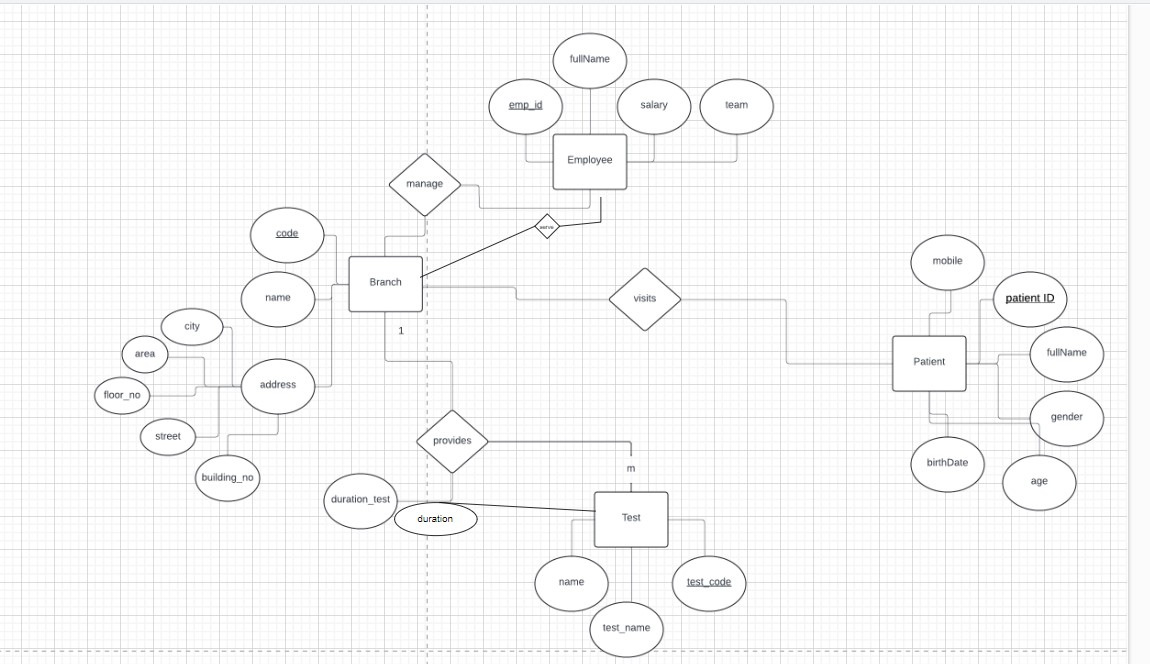 fullName
emp_id
salary
team
Employee
manage
serve
code
Branch
name
visits
mobile
patient ID
fullName
Patient
gender
birthDate
age
1
city
area
address
floor_no
street
building_no
provides
m
duration_test
duration
Test
name
test_code
test_name